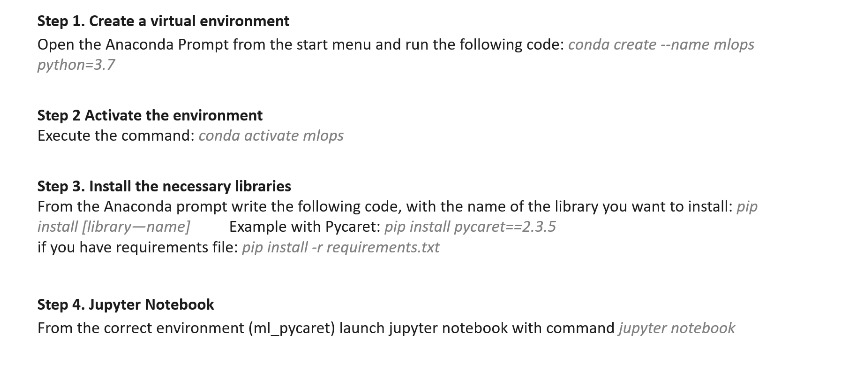 Step 1. Create a virtual environment
Open the Anaconda Prompt from the start menu and run the following code: conda create --name mlops
python=3.7
Step 2 Activate the environment
Execute the command: conda activate mlops
Step 3. Install the necessary libraries
From the Anaconda prompt write the following code, with the name of the library you want to install: pip
install [library—name] Example with Pycaret: pip install pycaret==2.3.5
if you have requirements file: pip install -r requirements.txt
Step 4. Jupyter Notebook
From the correct environment (ml_pycaret) launch jupyter notebook with command jupyter notebook